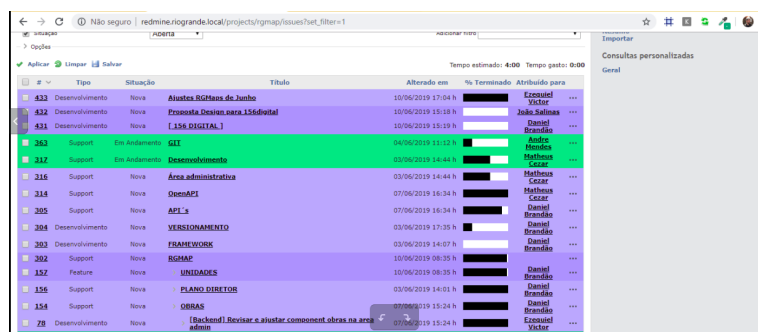 Não seguro | redmine.riogrande.local/projects/rgmap/issues?set_filter=1
Situação Aberta Adicionar filtro
Importar
> Opções
Consultas personalizadas
Aplicar Limpar Salvar Tempo estimado: 4:00 Tempo gasto: 0:00
Geral
# Tipo Situação Título Alterado em % Terminado Atribuído para
433 Desenvolvimento Nova Ajustes RGMaps de Junho 10/06/2019 17:04 h Ezequiel Victor ...
432 Desenvolvimento Nova Proposta Design para 156digital 10/06/2019 15:18 h João Salinas ...
431 Desenvolvimento Nova [ 156 DIGITAL ] 10/06/2019 15:19 h Daniel Brandão ...
363 Support Em Andamento GIT 04/06/2019 11:12 h Andre Mendes ...
317 Support Em Andamento Desenvolvimento 03/06/2019 14:44 h Matheus Cezar ...
316 Support Nova Área administrativa 03/06/2019 14:44 h Matheus Cezar ...
314 Support Nova OpenAPI 07/06/2019 16:34 h Matheus Cezar ...
305 Support Nova API´s 07/06/2019 16:34 h Daniel Brandão ...
304 Desenvolvimento Nova VERSIONAMENTO 03/06/2019 17:35 h Daniel Brandão ...
303 Desenvolvimento Nova FRAMEWORK 03/06/2019 14:07 h Daniel Brandão ...
302 Support Nova RGMAP 10/06/2019 08:35 h ...
157 Feature Nova UNIDADES 10/06/2019 08:35 h Daniel Brandão ...
156 Support Nova PLANO DIRETOR 03/06/2019 14:01 h Daniel Brandão ...
154 Support Nova OBRAS 07/06/2019 15:24 h Daniel Brandão ...
78 Desenvolvimento Nova [Backend] Revisar e ajustar component obras na area admin 07/06/2019 15:24 h Ezequiel Victor ...